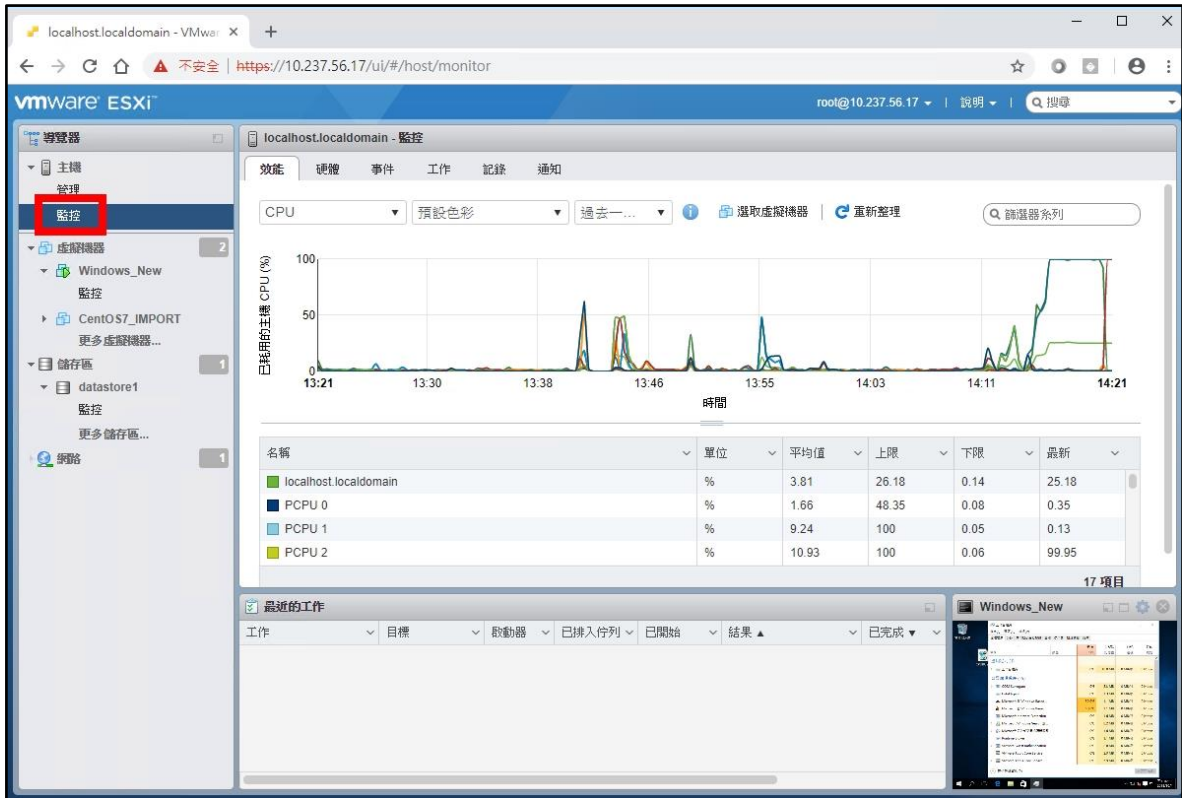 localhost.localdomain - VMwar
不安全 | https://10.237.56.17/ui/#/host/monitor
vmware ESXi™
root@10.237.56.17 | 說明 | 搜尋
導覽器
主機
管理
監控
虛擬機器 2
Windows_New
監控
CentOS7_IMPORT
更多虛擬機器...
儲存區 1
datastore1
監控
更多儲存區...
網路 1
localhost.localdomain - 監控
效能 硬體 事件 工作 記錄 通知
CPU 預設色彩 過去一... 選取虛擬機器 | 重新整理 篩選器系列
已耗用的主機 CPU (%)
100
50
0
13:21 13:30 13:38 13:46 13:55 14:03 14:11 14:21
時間
名稱 單位 平均值 上限 下限 最新
localhost.localdomain % 3.81 26.18 0.14 25.18
PCPU 0 % 1.66 48.35 0.08 0.35
PCPU 1 % 9.24 100 0.05 0.13
PCPU 2 % 10.93 100 0.06 99.95
17 項目
最近的工作
工作 目標 啟動器 已排入佇列 已開始 結果 已完成
Windows_New